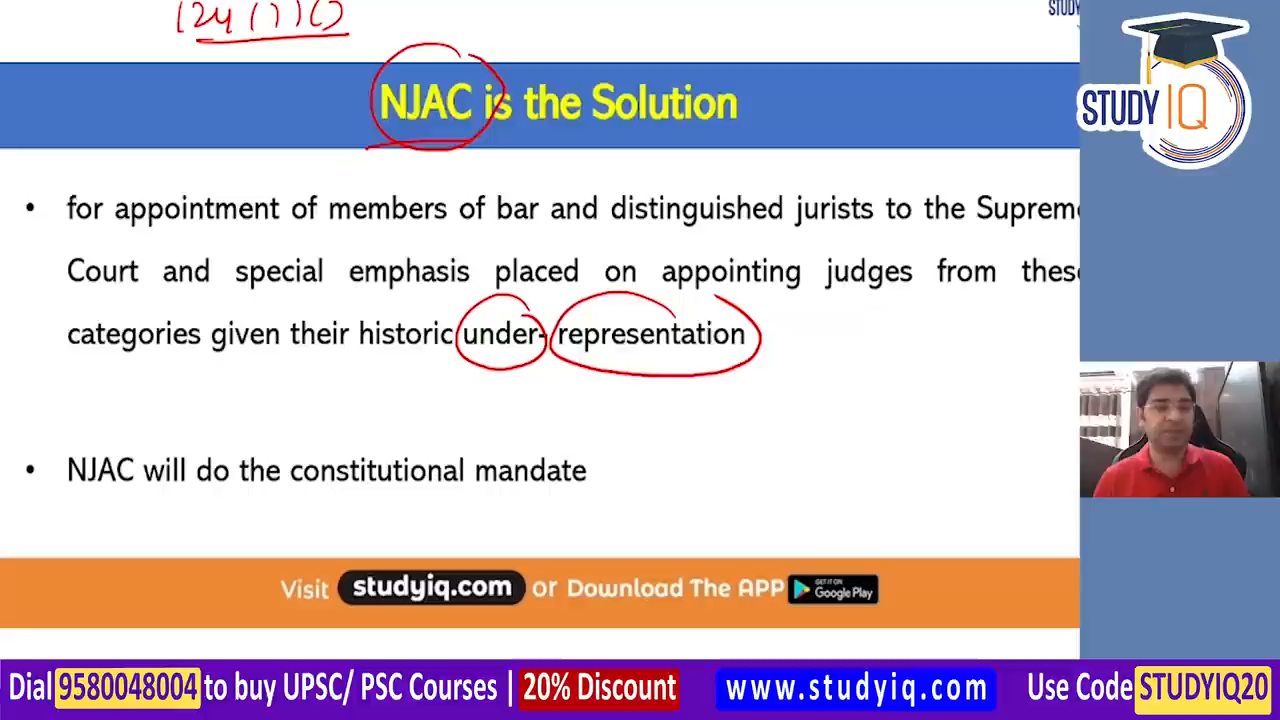 STUDY
NJAC is the Solution
STUDY IQ
• for appointment of members of bar and distinguished jurists to the Supreme
Court and special emphasis placed on appointing judges from these
categories given their historic under- representation
• NJAC will do the constitutional mandate
Visit studyiq.com or Download The APP GET IT ON Google Play
Dial 9580048004 to buy UPSC/ PSC Courses | 20% Discount www.studyiq.com Use Code STUDYIQ20